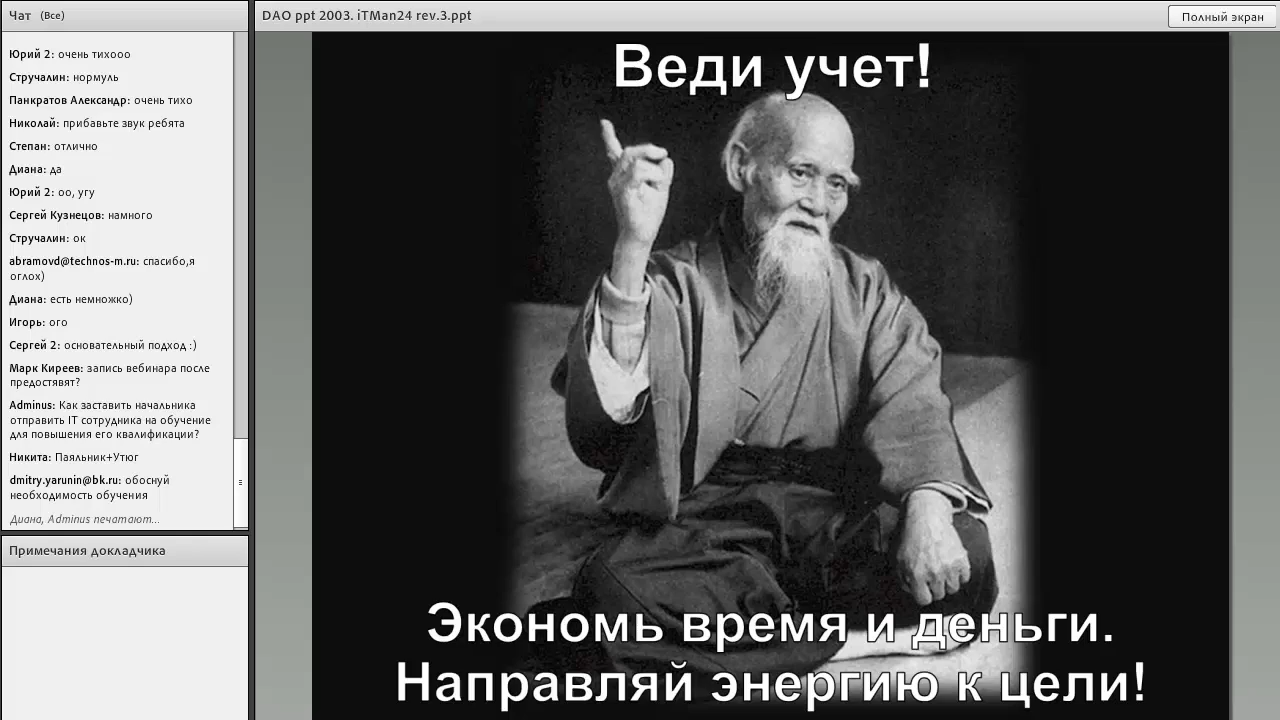 Чат (Все)
Юрий 2: очень тихооо
Стручалин: нормуль
Панкратов Александр: очень тихо
Николай: прибавьте звук ребята
Степан: отлично
Диана: да
Юрий 2: оо, угу
Сергей Кузнецов: намного
Стручалин: ок
abramovd@technos-m.ru: спасибо,я
оглох)
Диана: есть немножко)
Игорь: ого
Сергей 2: основательный подход :)
Марк Киреев: запись вебинара после
предостявят?
Adminus: Как заставить начальника
отправить IT сотрудника на обучение
для повышения его квалификации?
Никита: Паяльник+Утюг
dmitry.yarunin@bk.ru: обоснуй
необходимость обучения
Диана, Adminus печатают...
Примечания докладчика
DAO ppt 2003. iTMan24 rev.3.ppt
Полный экран
Веди учет!
Экономь время и деньги.
Направляй энергию к цели!